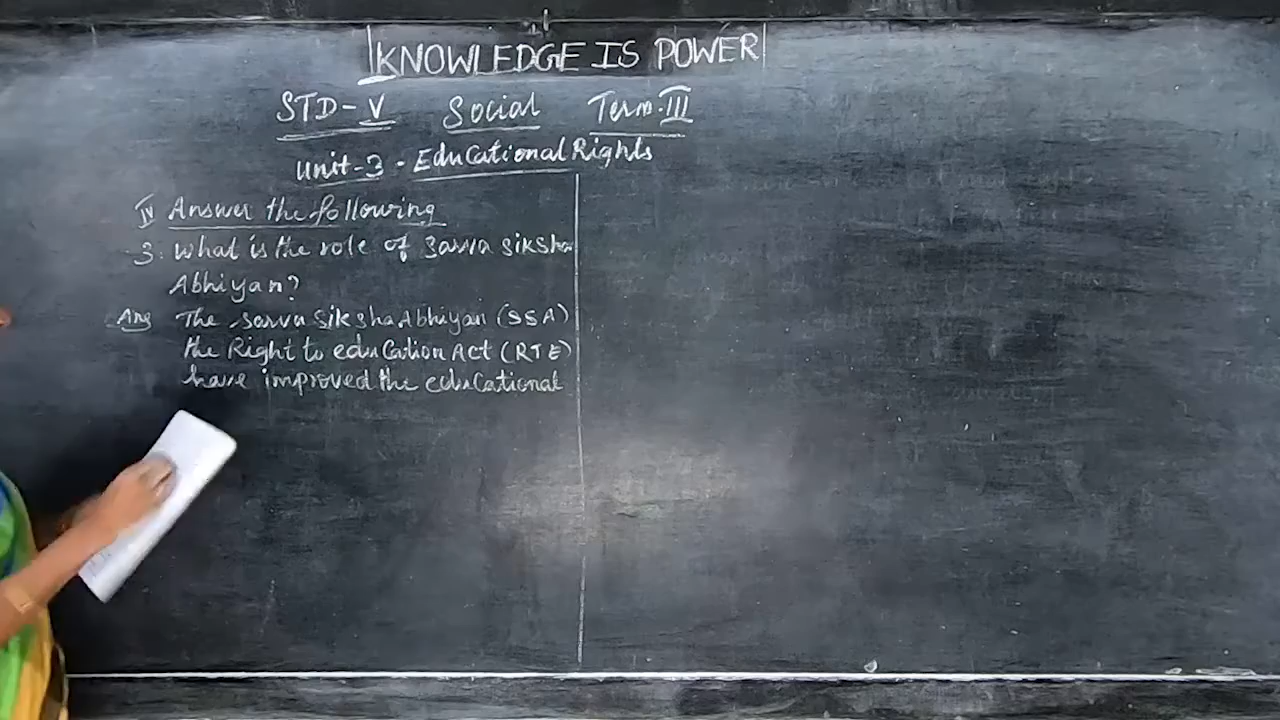 KNOWLEDGE IS POWER
STD-V Social Term-III
Unit-3 - Educational Rights
IV Answer the following
3. What is the role of Sarva Siksha
Abhiyan?
Ans The Sarva Siksha Abhiyan (SSA)
the Right to education Act (RTE)
have improved the educational